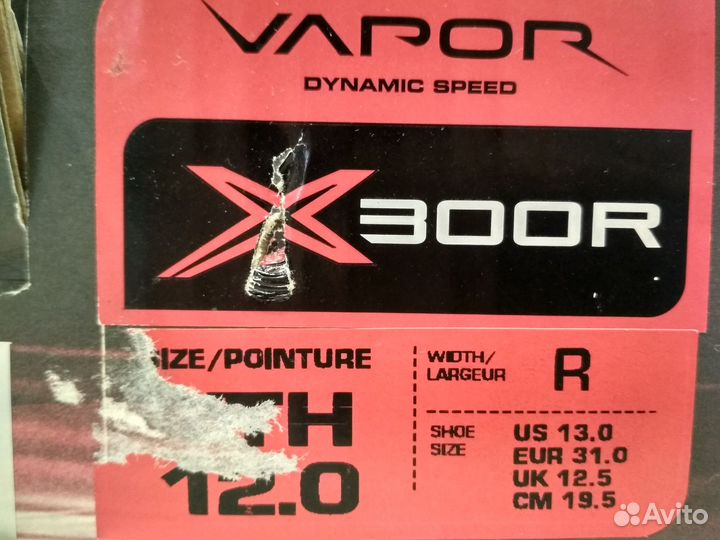 VAPOR
DYNAMIC SPEED
X300R
SIZE/POINTURE
12.0
WIDTH/
LARGEUR
R
SHOE
SIZE
US 13.0
EUR 31.0
UK 12.5
CM 19.5
Avito